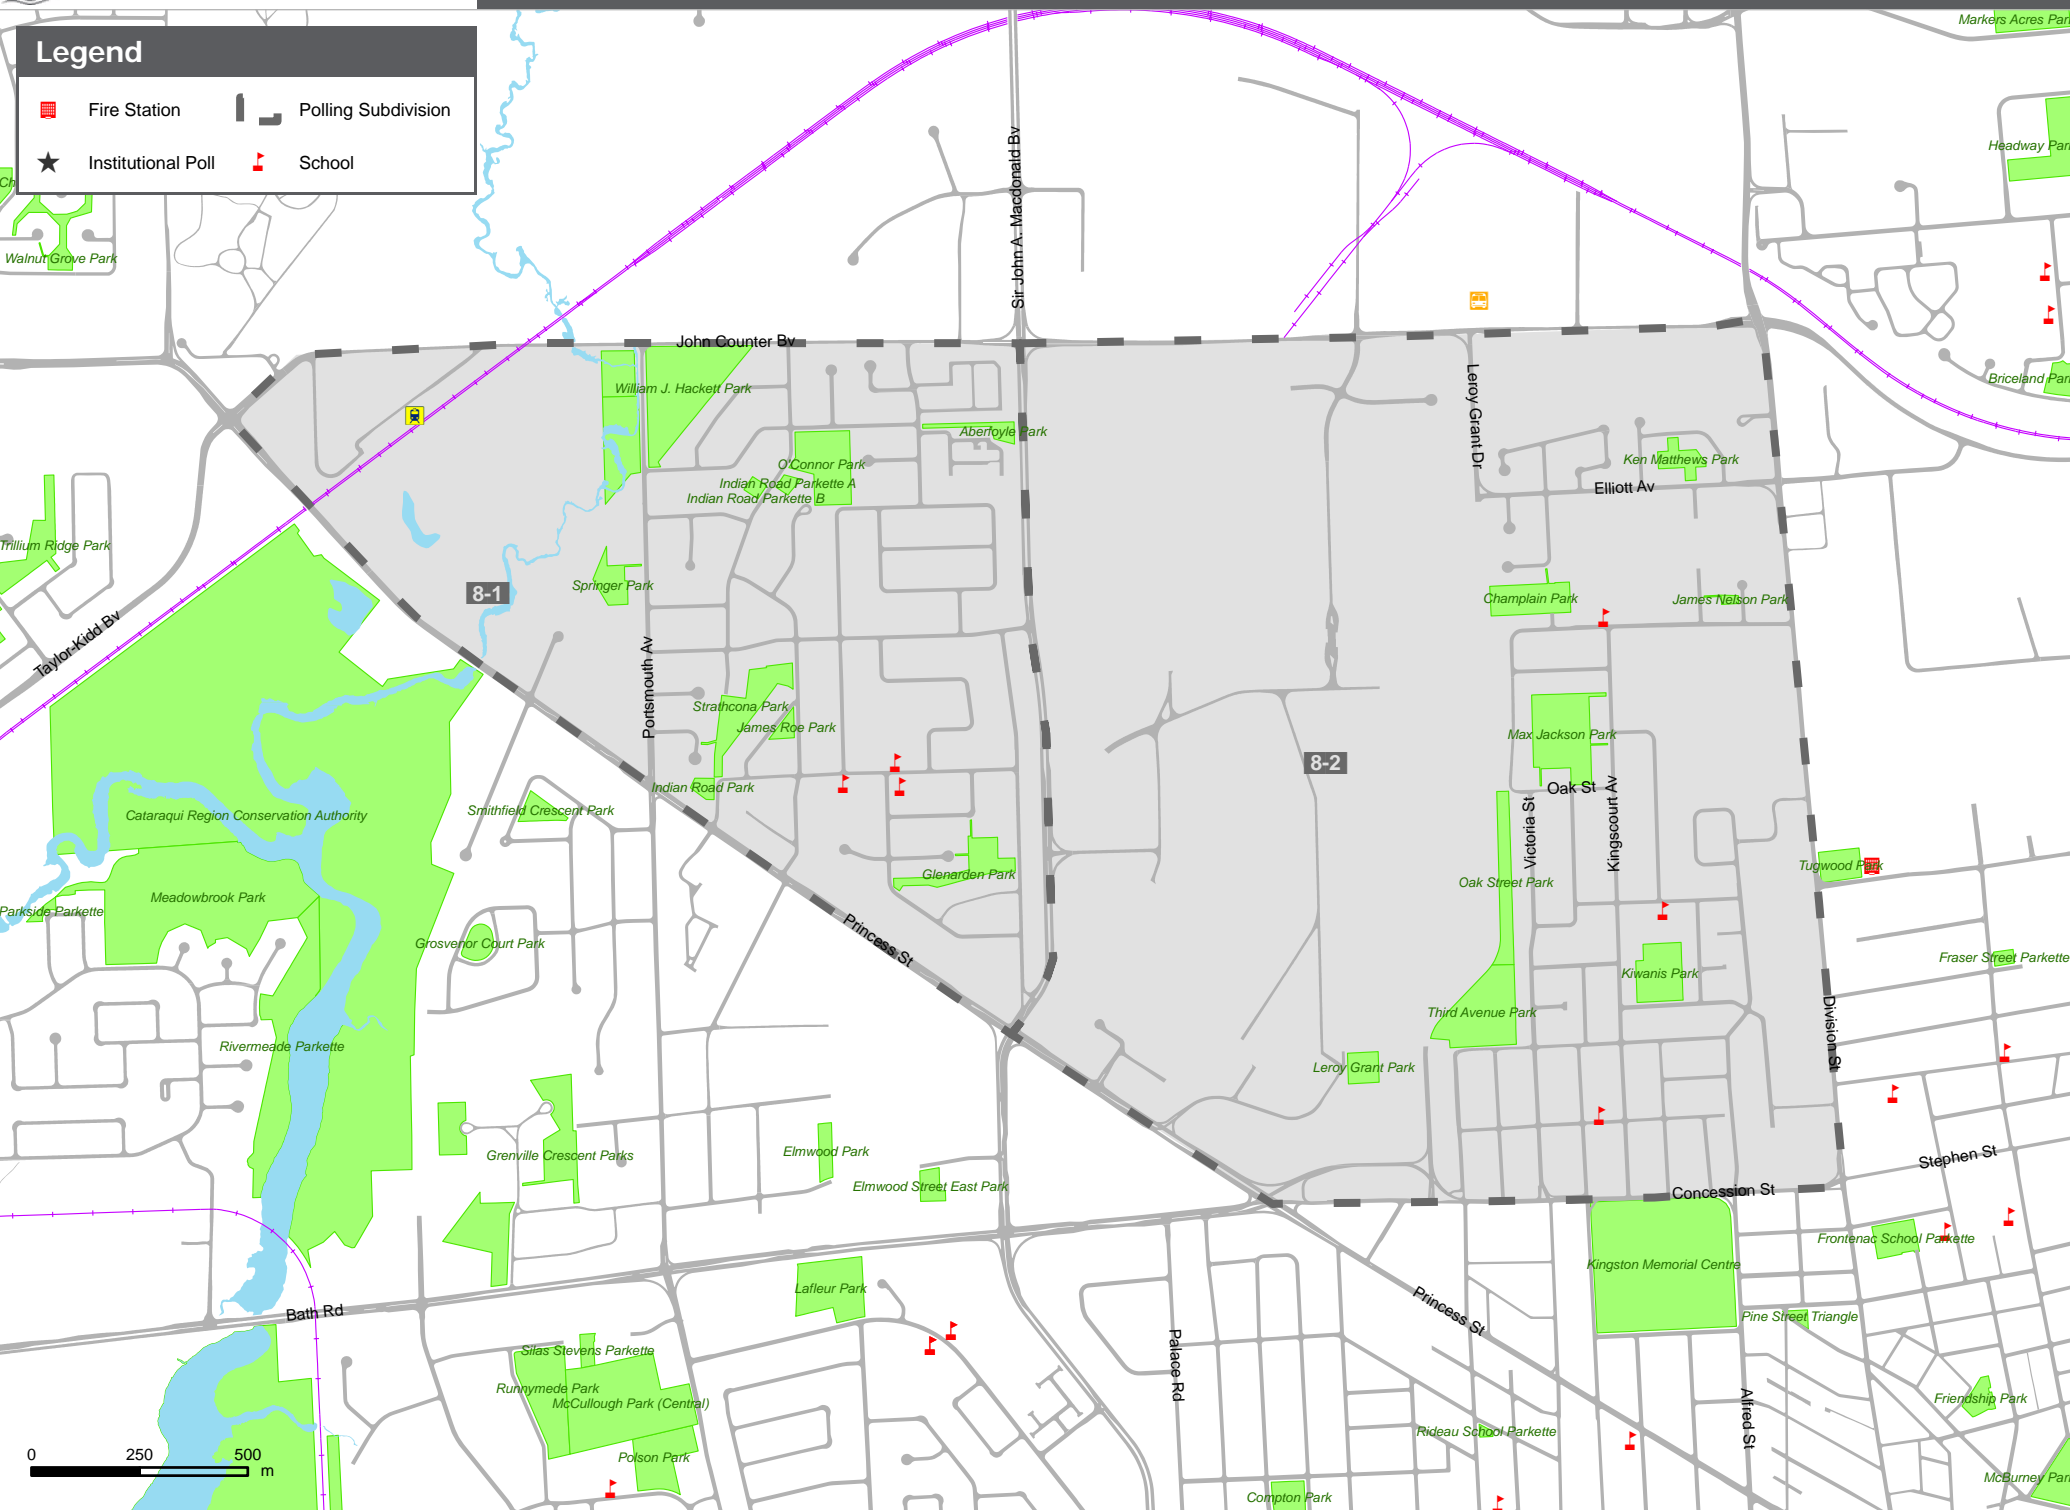 Legend
Fire Station
Polling Subdivision
Institutional Poll
School
Markers Acres Par
Headway Par
Ch
Walnut Grove Park
Sir John A. Macdonald Bv
John Counter Bv
William J. Hackett Park
Leroy Grant Dr
Briceland Par
Aberfoyle Park
O'Connor Park
Ken Matthews Park
Indian Road Parkette A
Indian Road Parkette B
Elliott Av
Trillium Ridge Park
Springer Park
8-1
Champlain Park
James Nelson Park
Taylor-Kidd Bv
Portsmouth Av
Strathcona Park
James Roe Park
Max Jackson Park
8-2
Indian Road Park
Oak St
Smithfield Crescent Park
Cataraqui Region Conservation Authority
Victoria St
Kingscourt Av
Tugwood Park
Glenarden Park
Oak Street Park
Meadowbrook Park
Parkside Parkette
Grosvenor Court Park
Princess St
Fraser Street Parkette
Kiwanis Park
Third Avenue Park
Division St
Rivermeade Parkette
Leroy Grant Park
Elmwood Park
Grenville Crescent Parks
Stephen St
Elmwood Street East Park
Concession St
Frontenac School Parkette
Kingston Memorial Centre
Lafleur Park
Bath Rd
Princess St
Pine Street Triangle
Silas Stevens Parkette
Palace Rd
Runnymede Park
McCullough Park (Central)
Friendship Park
Alfred St
Rideau School Parkette
Polson Park
0 250 500
m
McBurney Par
Compton Park